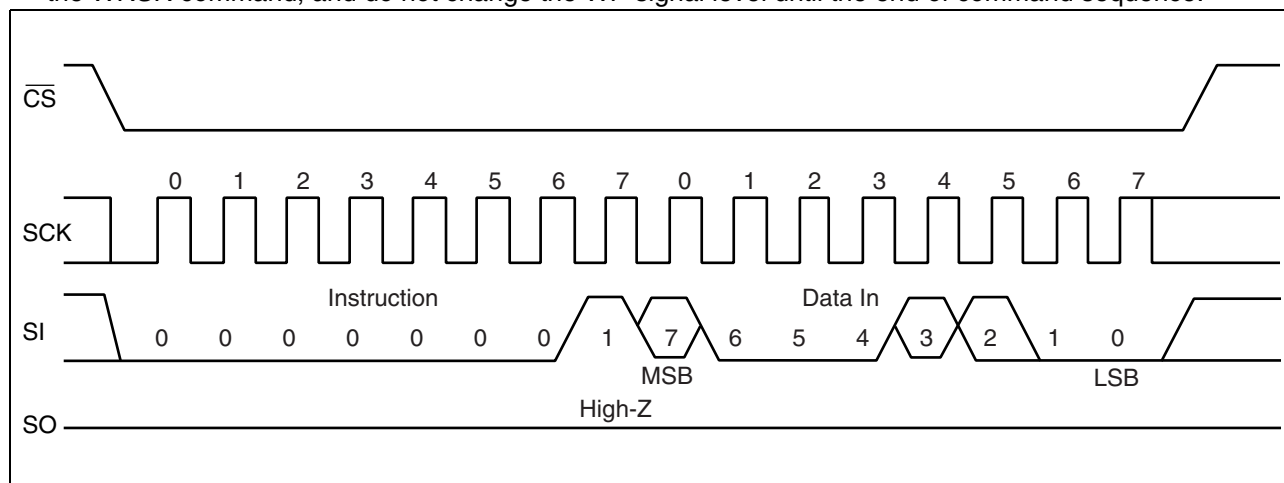 CS
0 1 2 3 4 5 6 7 0 1 2 3 4 5 6 7
SCK
Instruction Data In
SI 0 0 0 0 0 0 0 1 7 6 5 4 3 2 1 0
MSB LSB
High-Z
SO